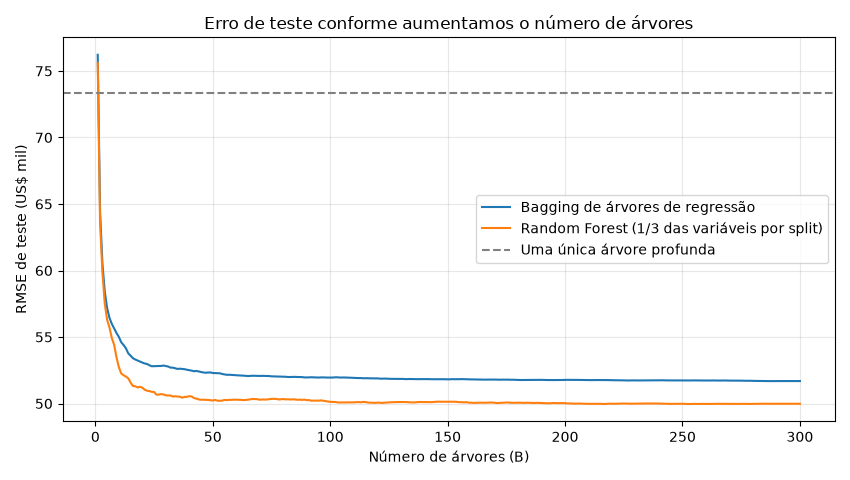 Erro de teste conforme aumentamos o número de árvores
RMSE de teste (US$ mil)
75
70
65
60
55
50
Bagging de árvores de regressão
Random Forest (1/3 das variáveis por split)
Uma única árvore profunda
0
50
100
150
200
250
300
Número de árvores (B)